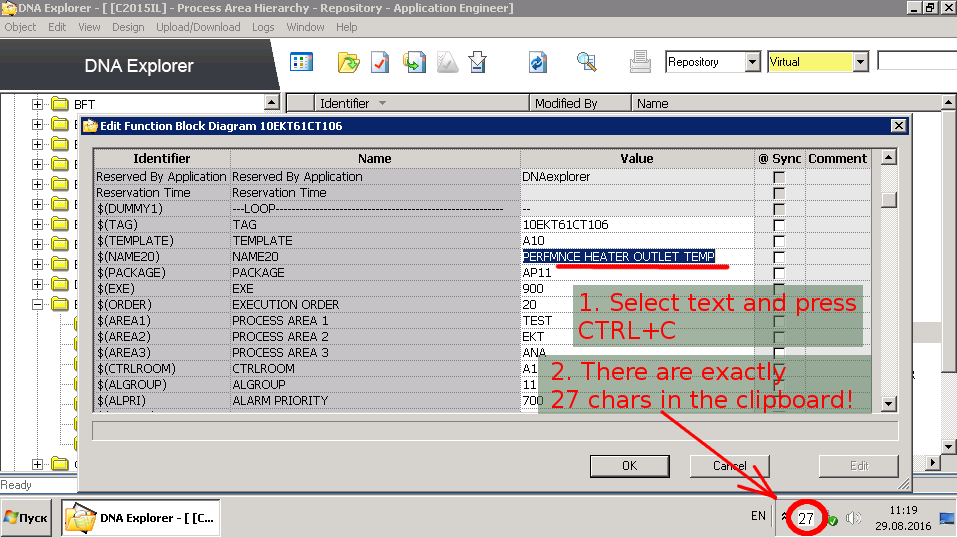 DNA Explorer - [ [C2015IL] - Process Area Hierarchy - Repository - Application Engineer]
Object Edit View Design Upload/Download Logs Window Help
DNA Explorer
Repository Virtual
Identifier Modified By Name
BFT
Edit Function Block Diagram 10EKT61CT106
Identifier Name Value @ Sync Comment
Reserved By Application Reserved By Application DNAexplorer
Reservation Time Reservation Time
$(DUMMY1) ---LOOP--------------------------------------------------------------- --
$(TAG) TAG 10EKT61CT106
$(TEMPLATE) TEMPLATE A10
$(NAME20) NAME20 PERFMNCE HEATER OUTLET TEMP
$(PACKAGE) PACKAGE AP11
$(EXE) EXE 900
$(ORDER) EXECUTION ORDER 20
$(AREA1) PROCESS AREA 1 TEST
$(AREA2) PROCESS AREA 2 EKT
$(AREA3) PROCESS AREA 3 ANA
$(CTRLROOM) CTRLROOM A1
$(ALGROUP) ALGROUP 11
$(ALPRI) ALARM PRIORITY 700
1. Select text and press
CTRL+C
2. There are exactly
27 chars in the clipboard!
OK Cancel Edit
Ready
Пуск DNA Explorer - [ [C... EN 27 11:19
29.08.2016